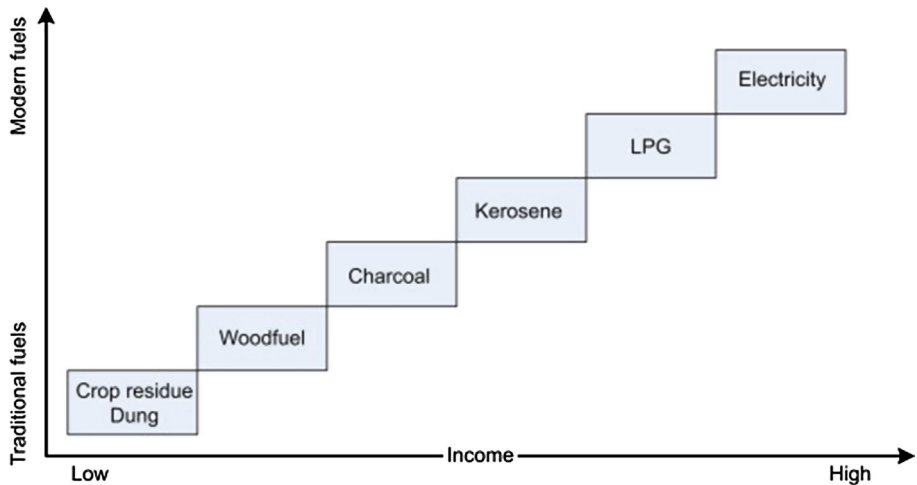 Modern fuels
Traditional fuels
Electricity
LPG
Kerosene
Charcoal
Woodfuel
Crop residue
Dung
Income
Low
High